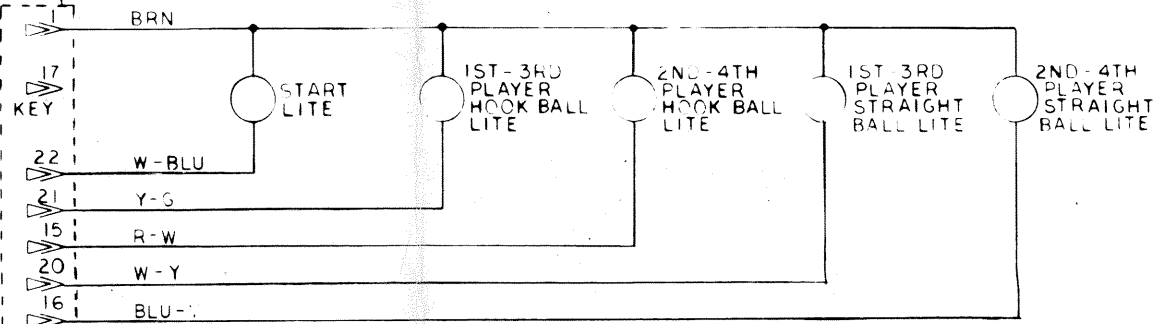 1
BRN
17
KEY
START
LITE
1ST-3RD
PLAYER
HOOK BALL
LITE
2ND-4TH
PLAYER
HOOK BALL
LITE
1ST-3RD
PLAYER
STRAIGHT
BALL LITE
2ND-4TH
PLAYER
STRAIGHT
BALL LITE
22
W-BLU
21
Y-G
15
R-W
20
W-Y
16